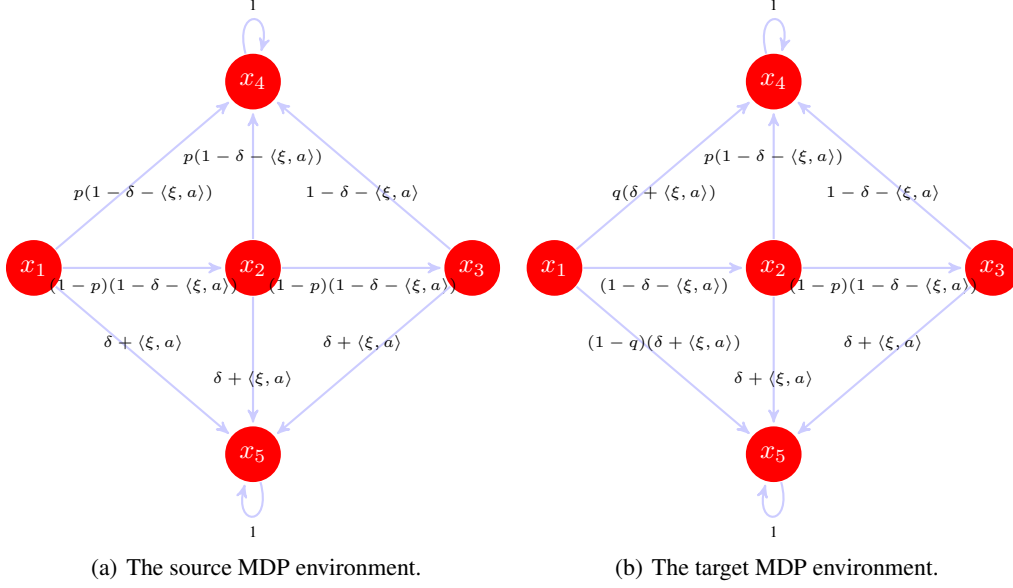 1
x₄
p(1 − δ − ⟨ξ, a⟩)
p(1 − δ − ⟨ξ, a⟩)
1 − δ − ⟨ξ, a⟩
x₁
x₂
x₃
(1 − p)(1 − δ − ⟨ξ, a⟩)
(1 − p)(1 − δ − ⟨ξ, a⟩)
δ + ⟨ξ, a⟩
δ + ⟨ξ, a⟩
δ + ⟨ξ, a⟩
x₅
1
(a) The source MDP environment.
1
x₄
p(1 − δ − ⟨ξ, a⟩)
q(δ + ⟨ξ, a⟩)
1 − δ − ⟨ξ, a⟩
x₁
x₂
x₃
(1 − δ − ⟨ξ, a⟩)
(1 − p)(1 − δ − ⟨ξ, a⟩)
(1 − q)(δ + ⟨ξ, a⟩)
δ + ⟨ξ, a⟩
δ + ⟨ξ, a⟩
x₅
1
(b) The target MDP environment.